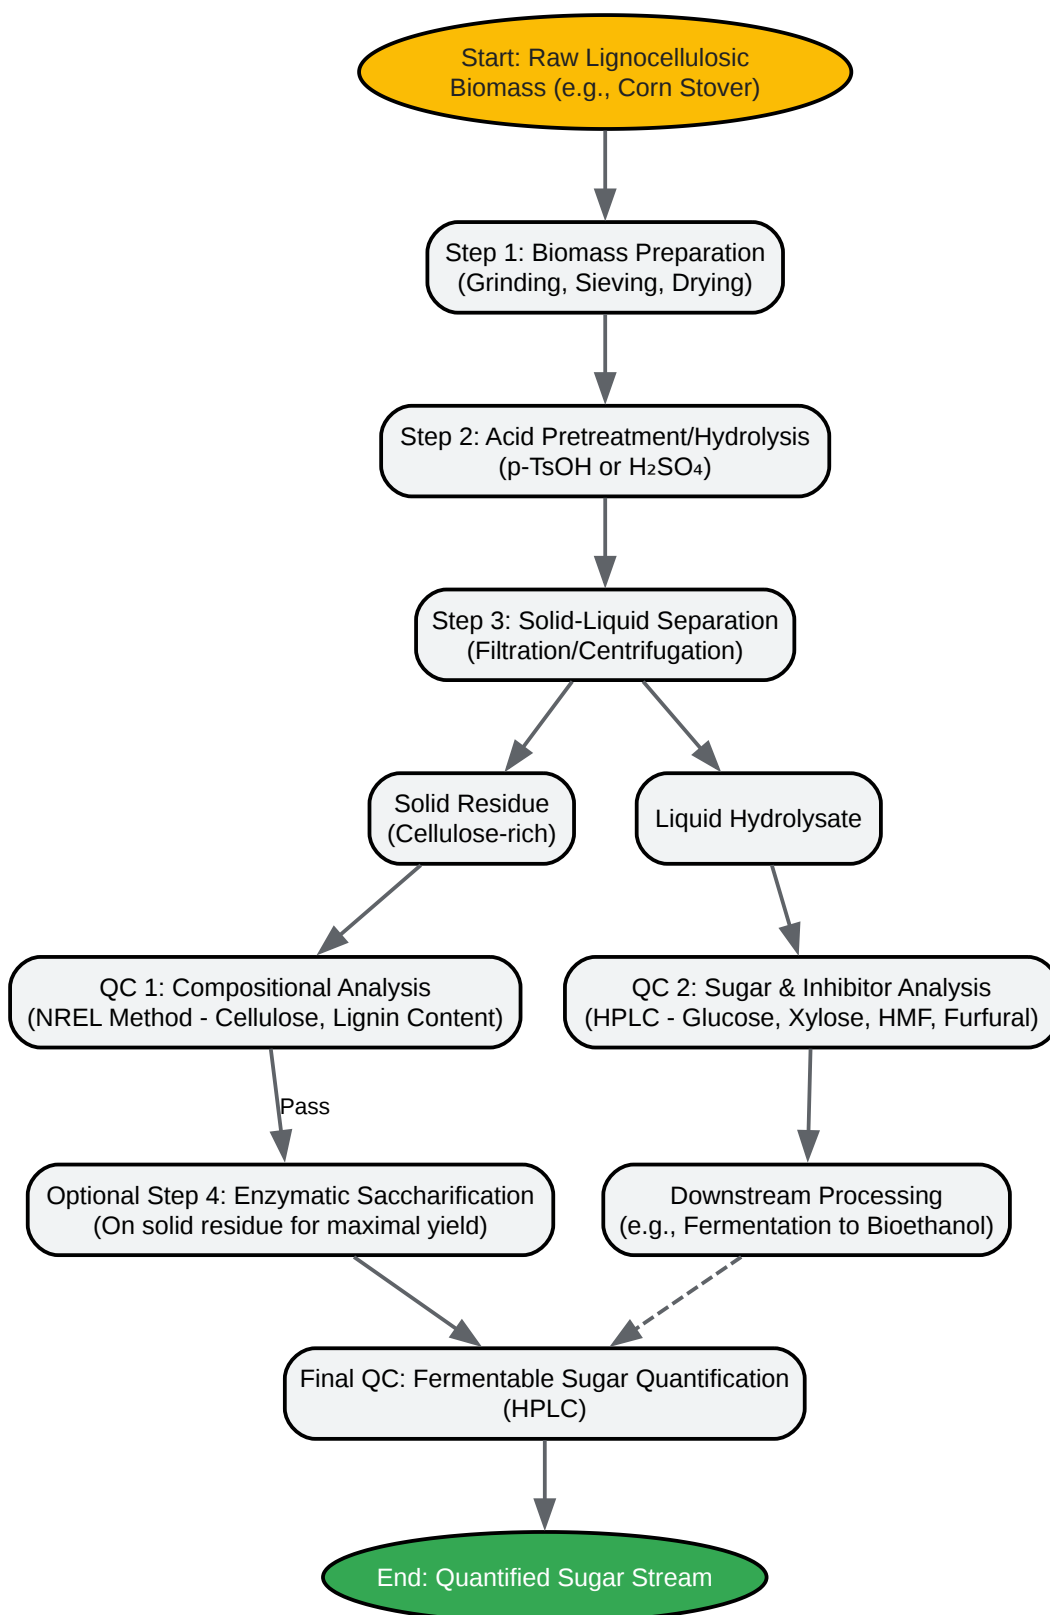 Start: Raw Lignocellulosic
Biomass (e.g., Corn Stover)
Step 1: Biomass Preparation
(Grinding, Sieving, Drying)
Step 2: Acid Pretreatment/Hydrolysis
(p-TsOH or H₂SO₄)
Step 3: Solid-Liquid Separation
(Filtration/Centrifugation)
Solid Residue
(Cellulose-rich)
Liquid Hydrolysate
QC 1: Compositional Analysis
(NREL Method - Cellulose, Lignin Content)
QC 2: Sugar & Inhibitor Analysis
(HPLC - Glucose, Xylose, HMF, Furfural)
Pass
Optional Step 4: Enzymatic Saccharification
(On solid residue for maximal yield)
Downstream Processing
(e.g., Fermentation to Bioethanol)
Final QC: Fermentable Sugar Quantification
(HPLC)
End: Quantified Sugar Stream